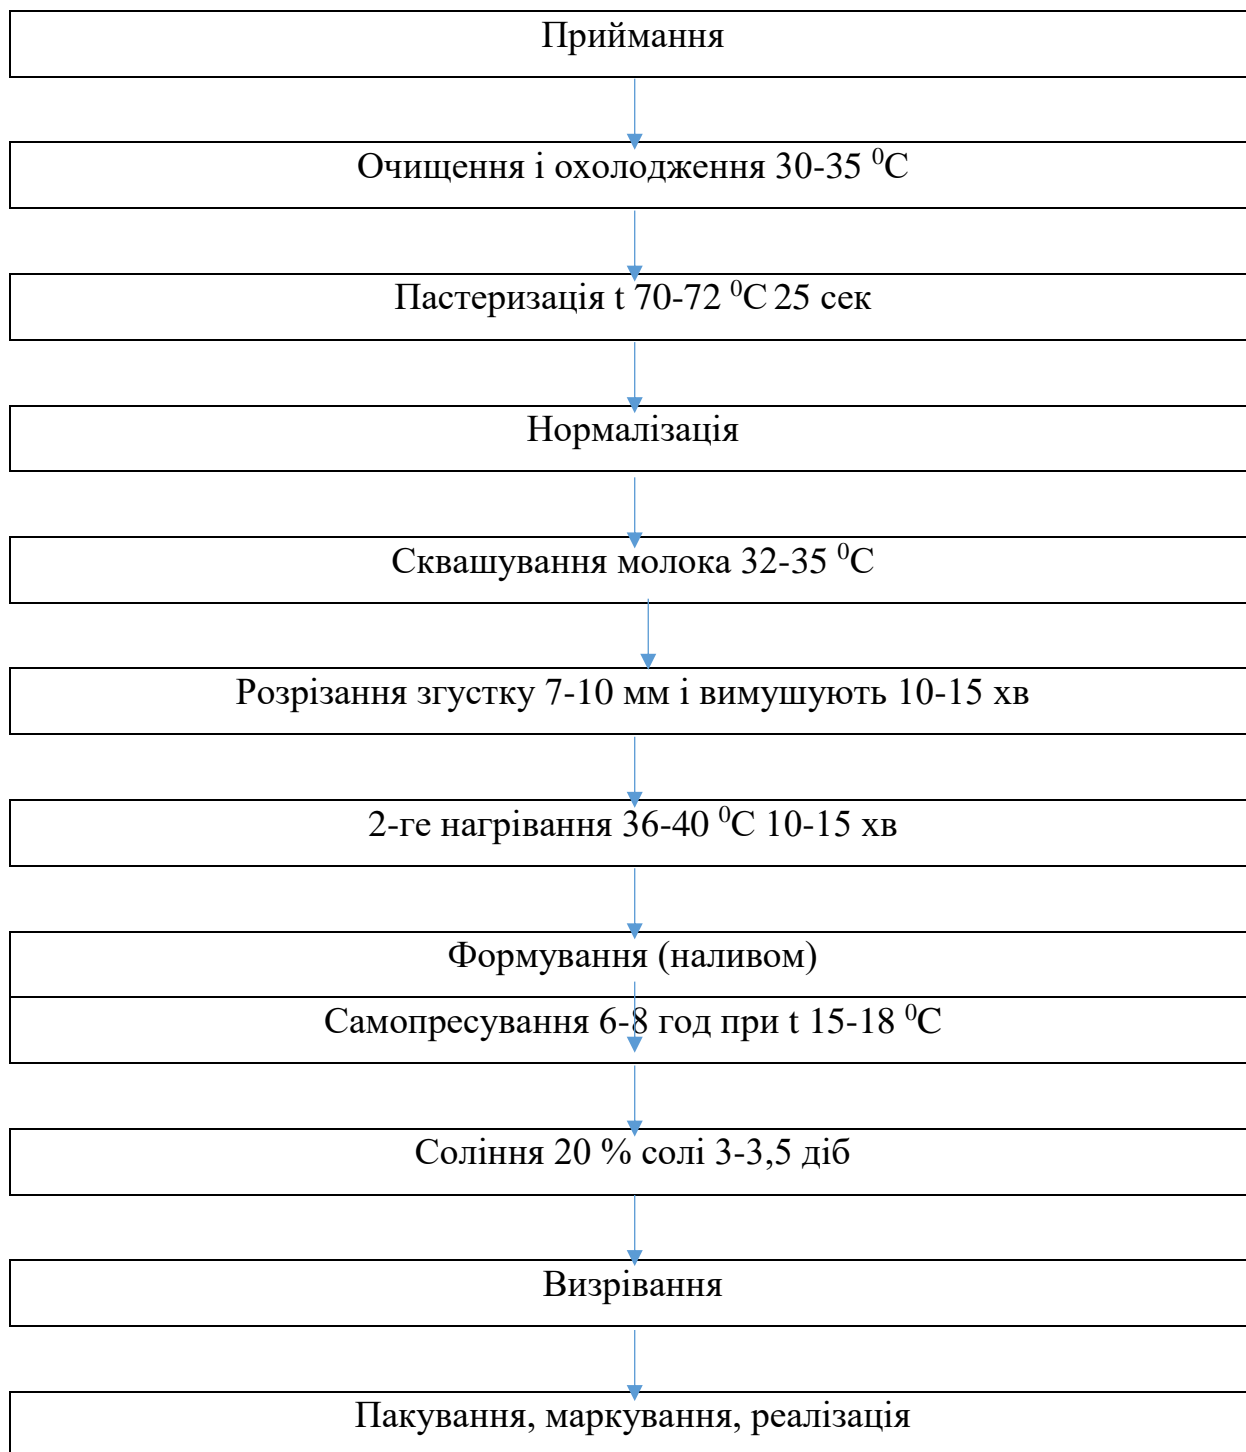 Приймання
Очищення і охолодження 30-35 ⁰С
Пастеризація t 70-72 ⁰С 25 сек
Нормалізація
Сквашування молока 32-35 ⁰С
Розрізання згустку 7-10 мм і вимушують 10-15 хв
2-ге нагрівання 36-40 ⁰С 10-15 хв
Формування (наливом)
Самопресування 6-8 год при t 15-18 ⁰С
Соління 20 % солі 3-3,5 діб
Визрівання
Пакування, маркування, реалізація